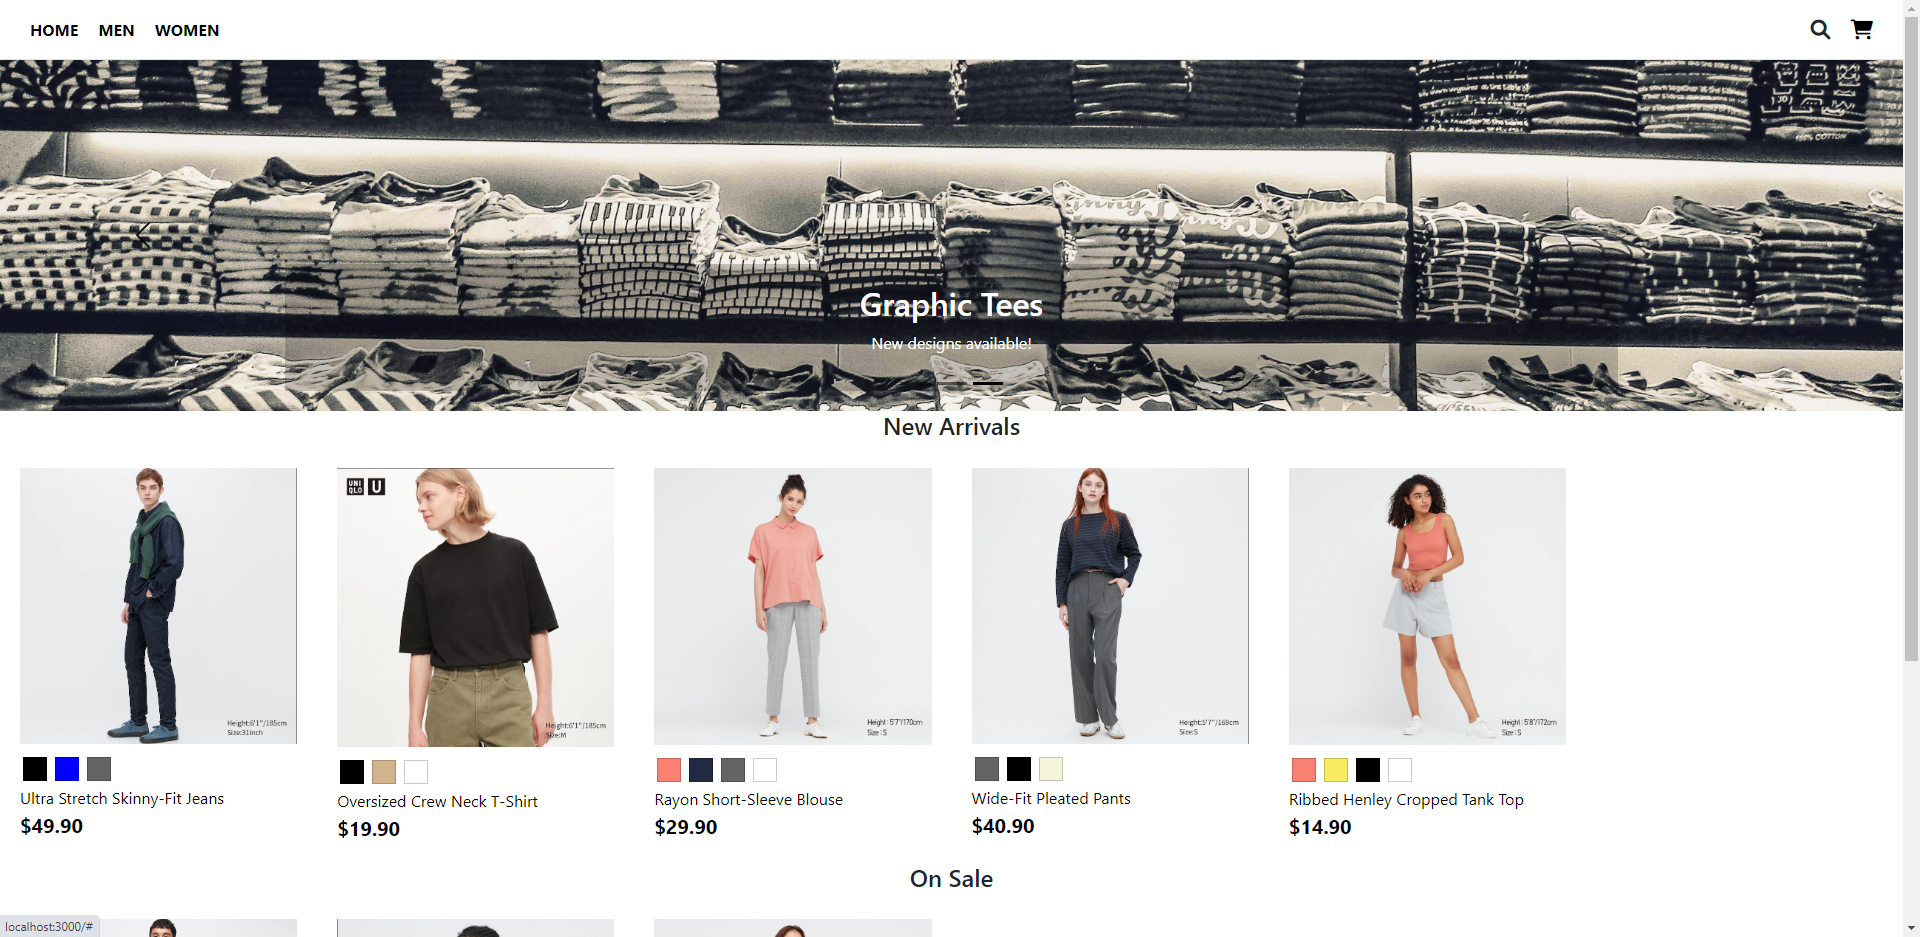 HOME MEN WOMEN
100% COTTON
Graphic Tees
New designs available!
New Arrivals
UNI QLO U
Height:6'1"/185cm
Size:31inch
Height:6'1"/185cm
Size:M
Height : 5'7"/170cm
Size : S
Height:5'7"/169cm
Size:S
Height : 5'8"/172cm
Size : S
Ultra Stretch Skinny-Fit Jeans
$49.90
Oversized Crew Neck T-Shirt
$19.90
Rayon Short-Sleeve Blouse
$29.90
Wide-Fit Pleated Pants
$40.90
Ribbed Henley Cropped Tank Top
$14.90
On Sale
localhost:3000/#